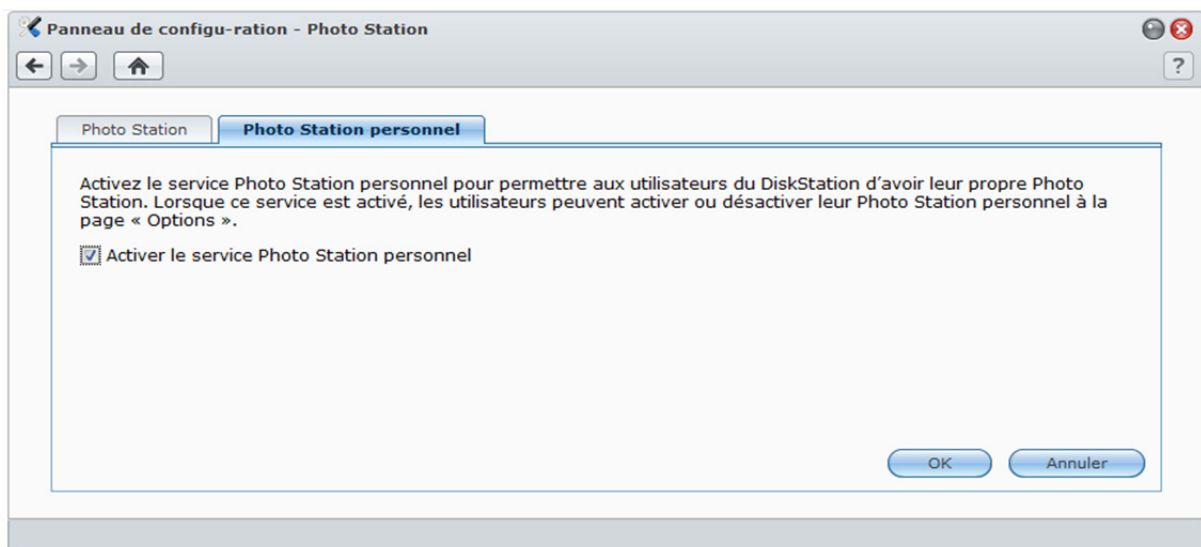 Panneau de configu-ration - Photo Station
?
Photo Station
Photo Station personnel
Activez le service Photo Station personnel pour permettre aux utilisateurs du DiskStation d’avoir leur propre Photo
Station. Lorsque ce service est activé, les utilisateurs peuvent activer ou désactiver leur Photo Station personnel à la
page « Options ».
Activer le service Photo Station personnel
OK
Annuler